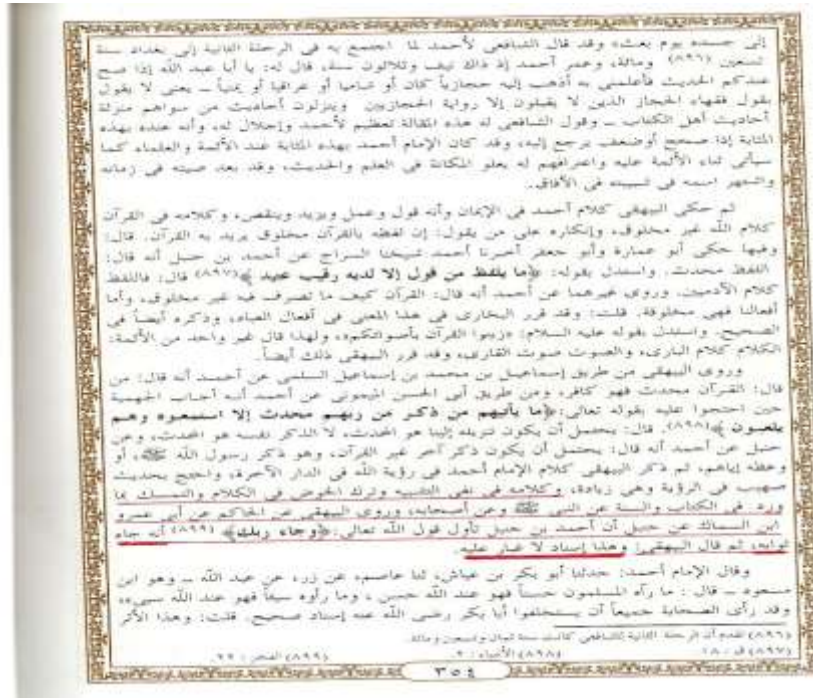 إلى جسده يوم بعثه، وقد قال الشافعي لأحمد لما اجتمع به في الرحلة الثانية إلى بغداد سنة
تسعين (٨٩٦) ومائة، وعمر أحمد إذ ذاك نيف وثلاثون سنة، قال له: يا أبا عبد الله إذا صح
عندكم الحديث فأعلمني به أذهب إليه حجازياً كان أو شامياً أو عراقياً أو يمنياً ـ يعني لا يقول
بقول فقهاء الحجاز الذين لا يقبلون إلا رواية الحجازيين وينزلون أحاديث من سواهم منزلة
أحاديث أهل الكتاب ـ وقول الشافعي له هذه المقالة تعظيم لأحمد وإجلال له، وأنه عنده بهذه
المثابة إذا صحح أو ضعف يرجع إليه، وقد كان الإمام أحمد بهذه المثابة عند الأئمة والعلماء كما
سيأتي ثناء الأئمة عليه واعترافهم له بعلو المكانة في العلم والحديث، وقد بعد صيته في زمانه
واشتهر اسمه في شبيبته في الآفاق.
ثم حكى البيهقي كلام أحمد في الإيمان وأنه قول وعمل ويزيد وينقص، وكلامه في القرآن
كلام الله غير مخلوق، وإنكاره على من يقول: إن لفظه بالقرآن مخلوق يريد به القرآن. قال:
وفيما حكى أبو عمارة وأبو جعفر أخبرنا أحمد شيخنا السراج عن أحمد بن حنبل أنه قال:
اللفظ محدث. واستدل بقوله: ﴿ما يلفظ من قول إلا لديه رقيب عتيد﴾ (٨٩٧) قال: فاللفظ
كلام الآدميين. وروى غيرهما عن أحمد أنه قال: القرآن كيف ما تصرف فيه غير مخلوق، وأما
أفعالنا فهي مخلوقة. قلت: وقد قرر البخاري في هذا المعنى في أفعال العباد، وذكره أيضاً في
الصحيح. واستدل بقوله عليه السلام: «زينوا القرآن بأصواتكم»، ولهذا قال غير واحد من الأئمة:
الكلام كلام البارىء، والصوت صوت القارىء، وقد قرر البيهقي ذلك أيضاً.
وروى البيهقي من طريق إسماعيل بن محمد بن إسماعيل السلمي عن أحمد أنه قال: من
قال: القرآن محدث فهو كافر، ومن طريق أبي الحسن الميموني عن أحمد أنه أجاب الجهمية
حين احتجوا عليه بقوله تعالى: ﴿ما يأتيهم من ذكر من ربهم محدث إلا استمعوه وهم
يلعبون﴾ (٨٩٨). قال: يحتمل أن يكون تنزيله إلينا هو المحدث، لا الذكر نفسه هو المحدث، وعن
حنبل عن أحمد أنه قال: يحتمل أن يكون ذكر آخر غير القرآن، وهو ذكر رسول الله ﷺ، أو
وعظه إياهم، ثم ذكر البيهقي كلام الإمام أحمد في رؤية الله في الدار الآخرة، واحتج بحديث
صهيب في الرؤية وهي زيادة، وكلامه في نفي التشبيه وترك الخوض في الكلام والتمسك بما
ورد في الكتاب والسنة عن النبي ﷺ وعن أصحابه، وروى البيهقي عن الحاكم عن أبي عمرو
ابن السماك عن حنبل أن أحمد بن حنبل تأول قول الله تعالى: ﴿وجاء ربك﴾ (٨٩٩) أنه جاء
ثوابه، ثم قال البيهقي: وهذا إسناد لا غبار عليه.
وقال الإمام أحمد: حدثنا أبو بكر بن عياش، ثنا عاصم، عن زر، عن عبد الله ـ وهو ابن
مسعود ـ قال: ما رآه المسلمون حسناً فهو عند الله حسن، وما رأوه سيئاً فهو عند الله سيىء،
وقد رأى الصحابة جميعاً أن يستخلفوا أبا بكر رضي الله عنه إسناد صحيح. قلت: وهذا الأثر
(٨٩٦) تقدم أن الرحلة الثانية للشافعي كانت سنة ثمان وتسعين ومائة.
(٨٩٧) ق: ١٨. (٨٩٨) الأنبياء: ٢. (٨٩٩) الفجر: ٢٢.
٣٥٤